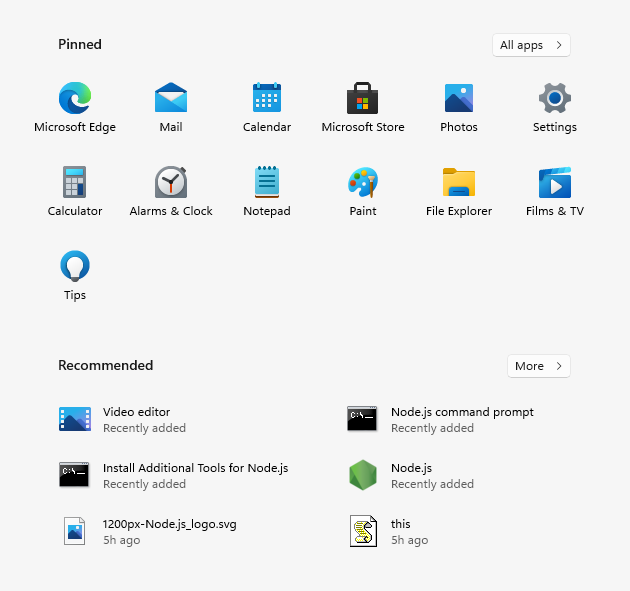 Pinned
All apps
Microsoft Edge
Mail
Calendar
Microsoft Store
Photos
Settings
Calculator
Alarms & Clock
Notepad
Paint
File Explorer
Films & TV
Tips
Recommended
More
Video editor
Recently added
Node.js command prompt
Recently added
Install Additional Tools for Node.js
Recently added
Node.js
Recently added
1200px-Node.js_logo.svg
5h ago
this
5h ago